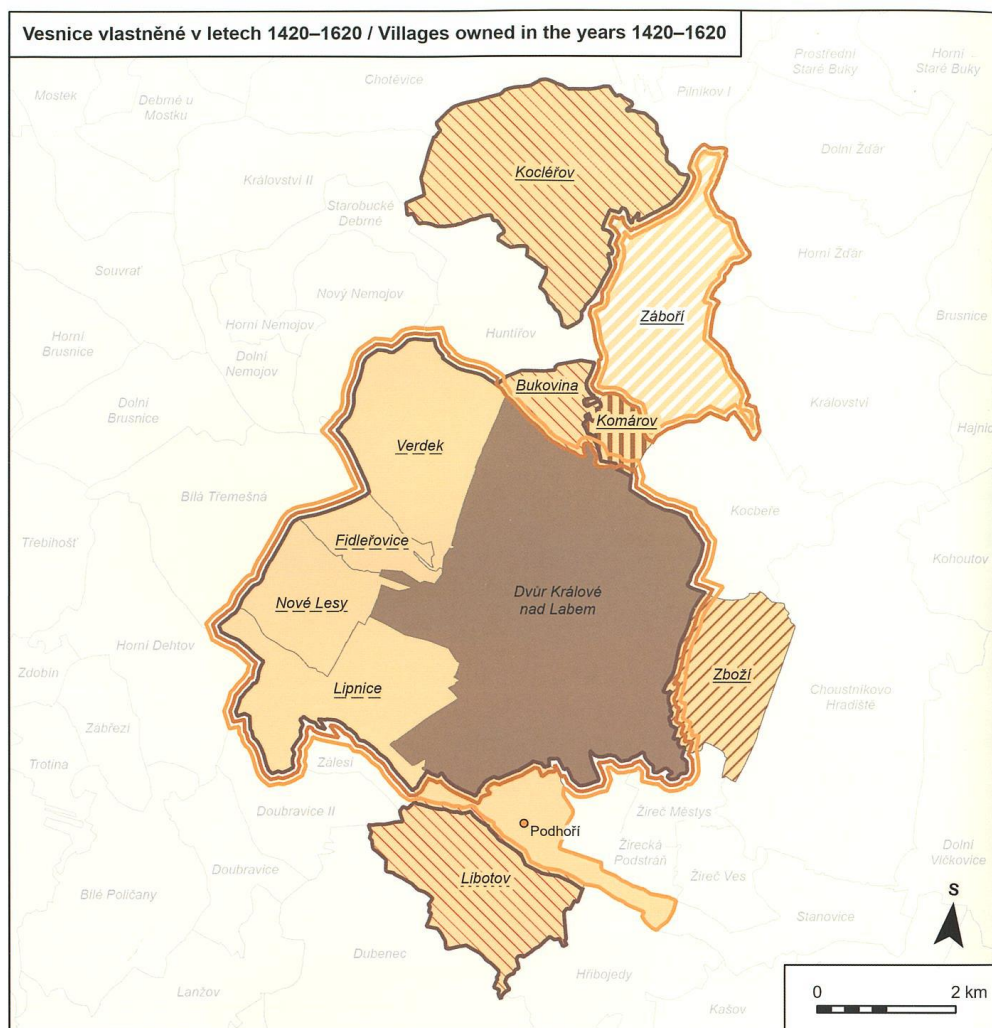 Vesnice vlastněné v letech 1420–1620 / Villages owned in the years 1420–1620
Prostřední
Staré Buky
Horní
Staré Buky
Chotěvice
Mostek
Debrné u
Mostku
Pilníkov I
Dolní Žďár
Kocléřov
Království II
Starobucké
Debrné
Souvrať
Nový Nemojov
Horní Žďár
Záboří
Brusnice
Horní Nemojov
Huntířov
Horní
Brusnice
Dolní
Nemojov
Bukovina
Dolní
Brusnice
Království
Komárov
Hajnic
Verdek
Bílá Třemešná
Kocbeře
Třebihošť
Fidleřovice
Kohoutov
Dvůr Králové
nad Labem
Nové Lesy
Horní Dehtov
Zdobín
Zboží
Lipnice
Choustníkovo
Hradiště
Zábřezí
Trotina
Zálesí
Doubravice II
Žireč Městys
Podhoří
Žirecká
Podstráň
Dolní
Vlčkovice
Doubravice
Libotov
Žireč Ves
Bílé Poličany
S
Stanovice
Dubenec
Hřibojedy
Lanžov
Kašov
0 2 km